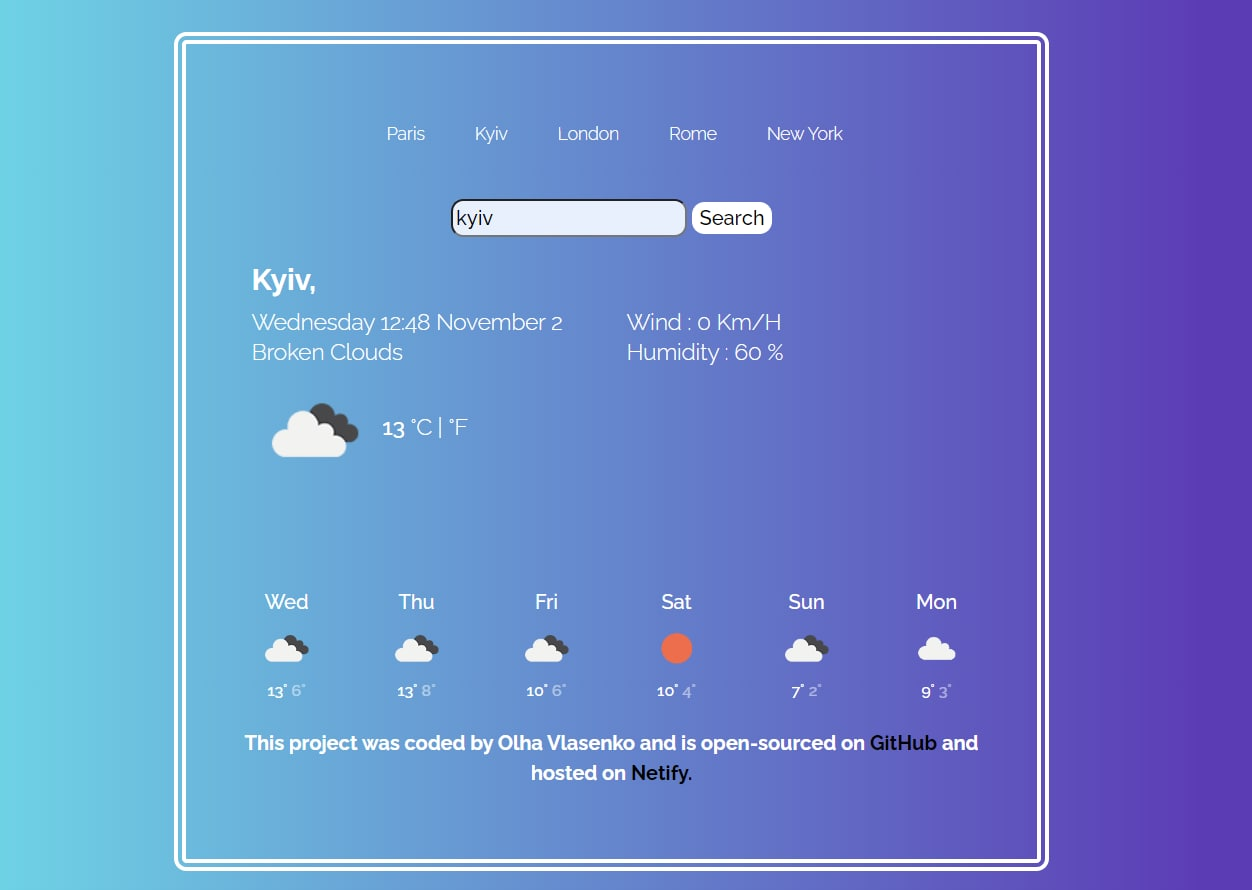 Paris Kyiv London Rome New York
kyiv Search
Kyiv,
Wednesday 12:48 November 2
Broken Clouds
Wind : 0 Km/H
Humidity : 60 %
13 °C | °F
Wed Thu Fri Sat Sun Mon
13° 6° 13° 8° 10° 6° 10° 4° 7° 2° 9° 3°
This project was coded by Olha Vlasenko and is open-sourced on GitHub and
hosted on Netify.